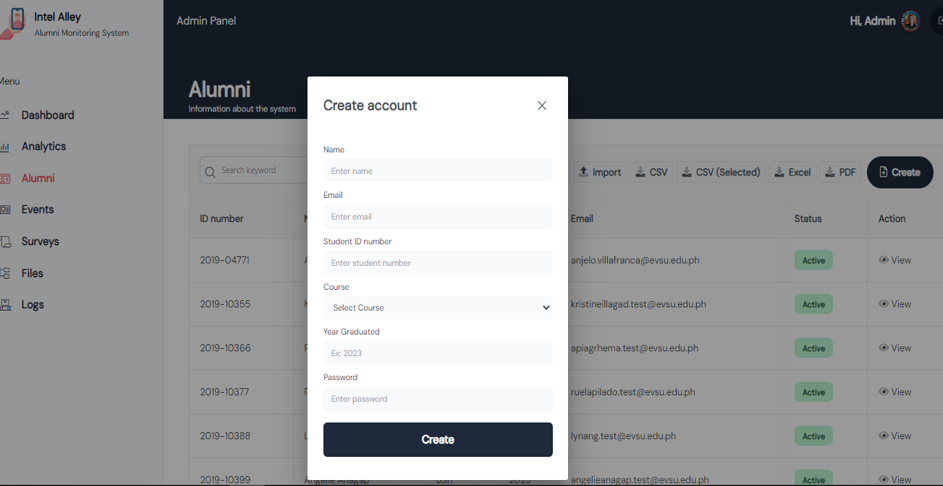 Intel Alley
Alumni Monitoring System
Admin Panel
Hi, Admin
Menu
Dashboard
Analytics
Alumni
Events
Surveys
Files
Logs
Alumni
Information about the system
Search keyword
Import
CSV
CSV (Selected)
Excel
PDF
Create
ID number
Email
Status
Action
2019-04771
anjelo.villafranca@evsu.edu.ph
Active
View
2019-10355
kristineillagad.test@evsu.edu.ph
Active
View
2019-10366
apiagrhema.test@evsu.edu.ph
Active
View
2019-10377
ruelapilado.test@evsu.edu.ph
Active
View
2019-10388
lynang.test@evsu.edu.ph
Active
View
2019-10399
Angelie Anagap
2023
angelieanagap.test@evsu.edu.ph
Active
View
Create account
Name
Enter name
Email
Enter email
Student ID number
Enter student number
Course
Select Course
Year Graduated
Ex: 2023
Password
Enter password
Create